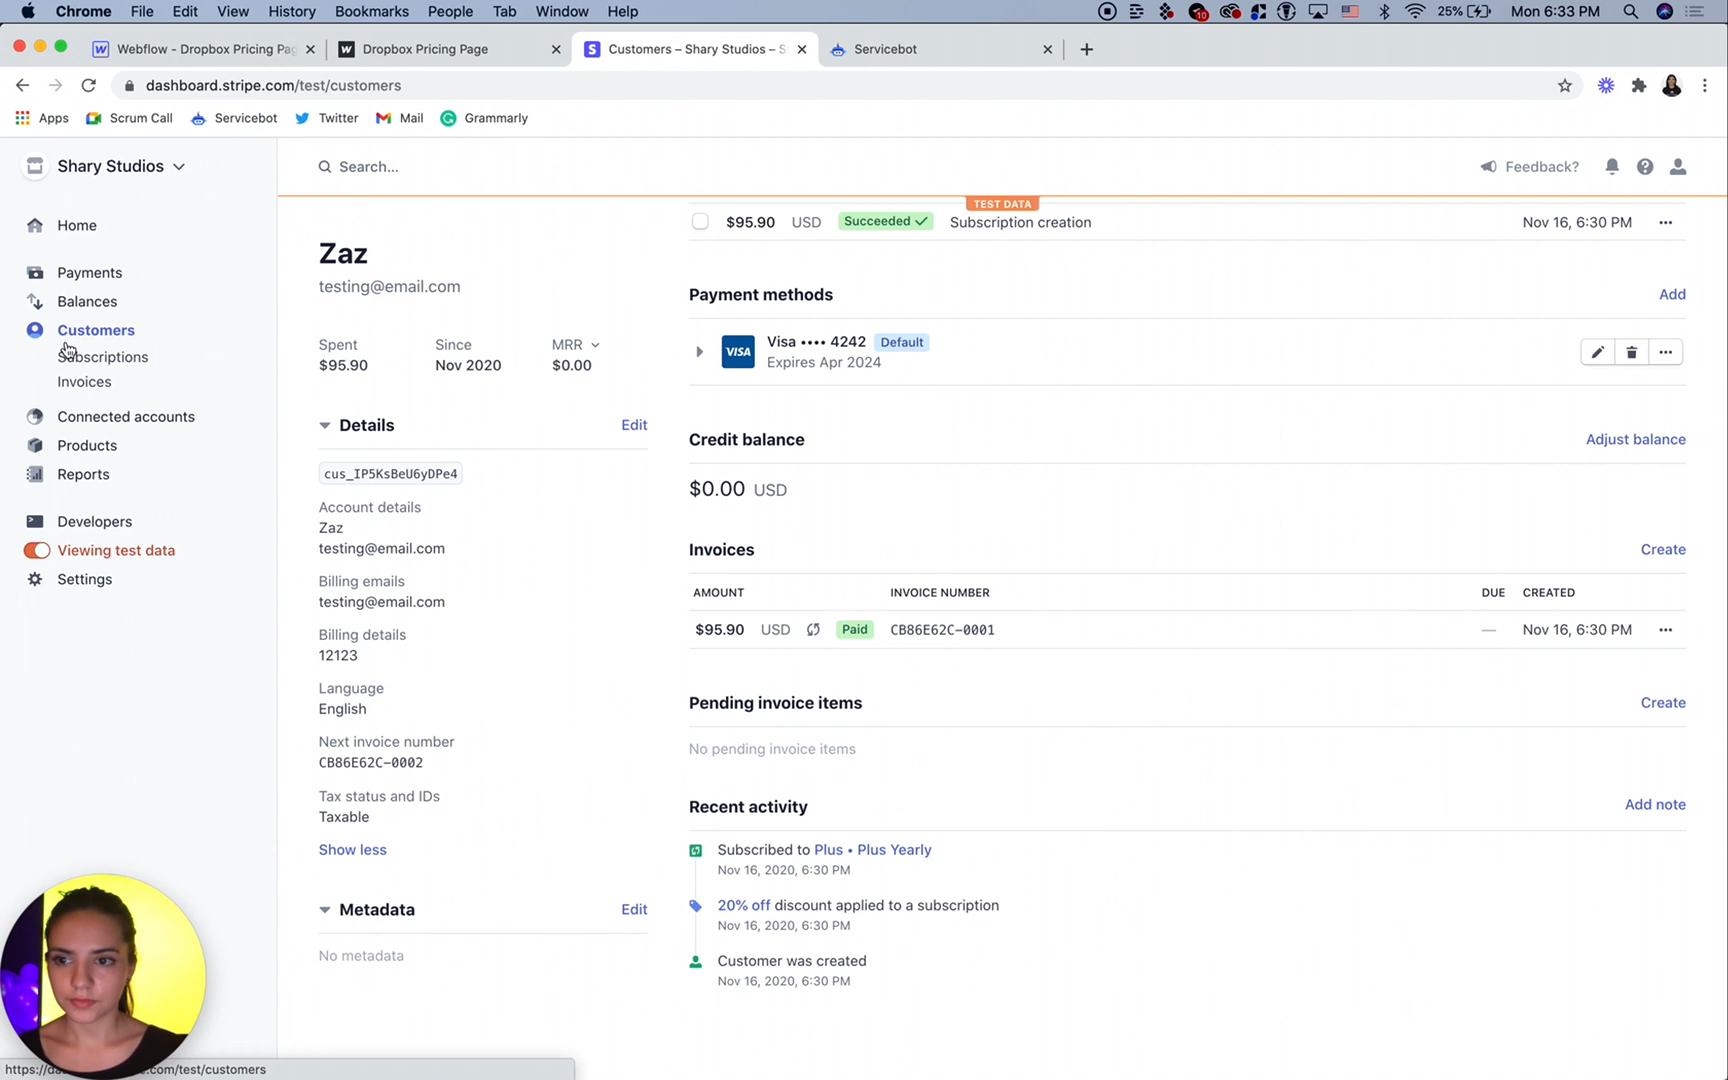 Chrome File Edit View History Bookmarks People Tab Window Help
10 25% Mon 6:33 PM
Webflow - Dropbox Pricing Pag
Dropbox Pricing Page
Customers – Shary Studios – S
Servicebot
dashboard.stripe.com/test/customers
Apps Scrum Call Servicebot Twitter Mail Grammarly
Shary Studios
Search...
Feedback?
TEST DATA
Home
Payments
Balances
Customers
Subscriptions
Invoices
Connected accounts
Products
Reports
Developers
Viewing test data
Settings
Zaz
testing@email.com
Spent Since MRR
$95.90 Nov 2020 $0.00
Details Edit
cus_IP5KsBeU6yDPe4
Account details
Zaz
testing@email.com
Billing emails
testing@email.com
Billing details
12123
Language
English
Next invoice number
CB86E62C-0002
Tax status and IDs
Taxable
Show less
Metadata Edit
No metadata
$95.90 USD Succeeded ✓ Subscription creation Nov 16, 6:30 PM •••
Payment methods Add
VISA Visa •••• 4242 Default
Expires Apr 2024
Credit balance Adjust balance
$0.00 USD
Invoices Create
AMOUNT INVOICE NUMBER DUE CREATED
$95.90 USD Paid CB86E62C-0001 — Nov 16, 6:30 PM •••
Pending invoice items Create
No pending invoice items
Recent activity Add note
Subscribed to Plus • Plus Yearly
Nov 16, 2020, 6:30 PM
20% off discount applied to a subscription
Nov 16, 2020, 6:30 PM
Customer was created
Nov 16, 2020, 6:30 PM
https://da
.com/test/customers